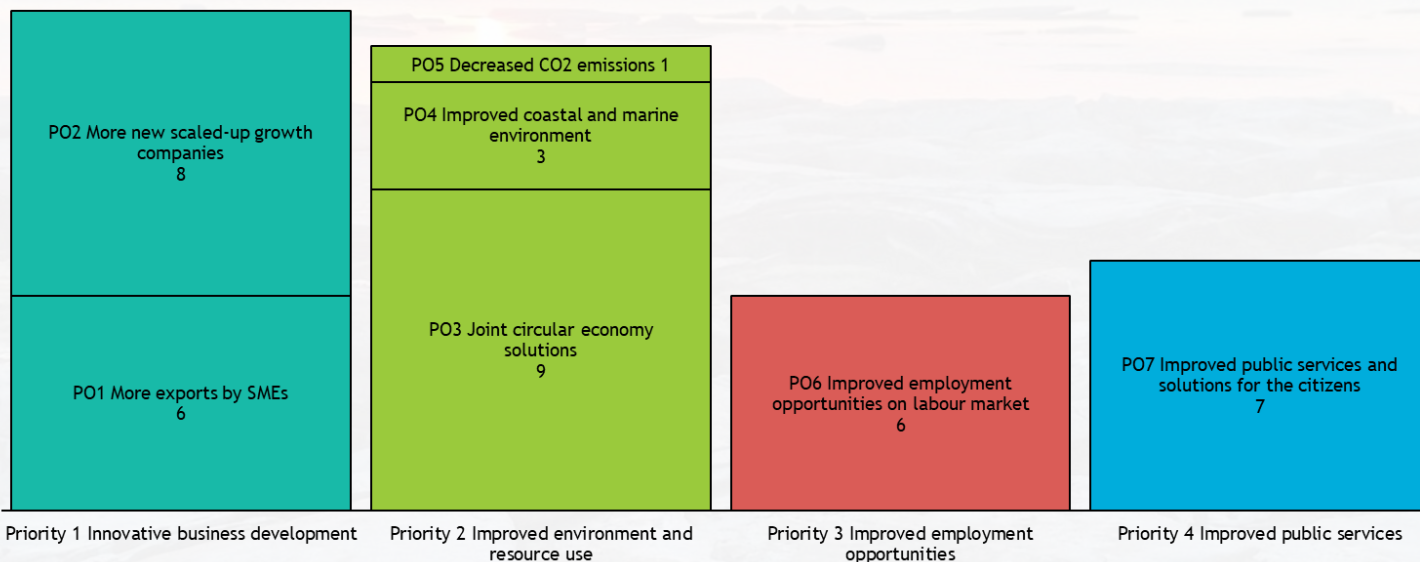 PO2 More new scaled-up growth
companies
8
PO1 More exports by SMEs
6
Priority 1 Innovative business development
PO5 Decreased CO2 emissions 1
PO4 Improved coastal and marine
environment
3
PO3 Joint circular economy
solutions
9
Priority 2 Improved environment and
resource use
PO6 Improved employment
opportunities on labour market
6
Priority 3 Improved employment
opportunities
PO7 Improved public services and
solutions for the citizens
7
Priority 4 Improved public services